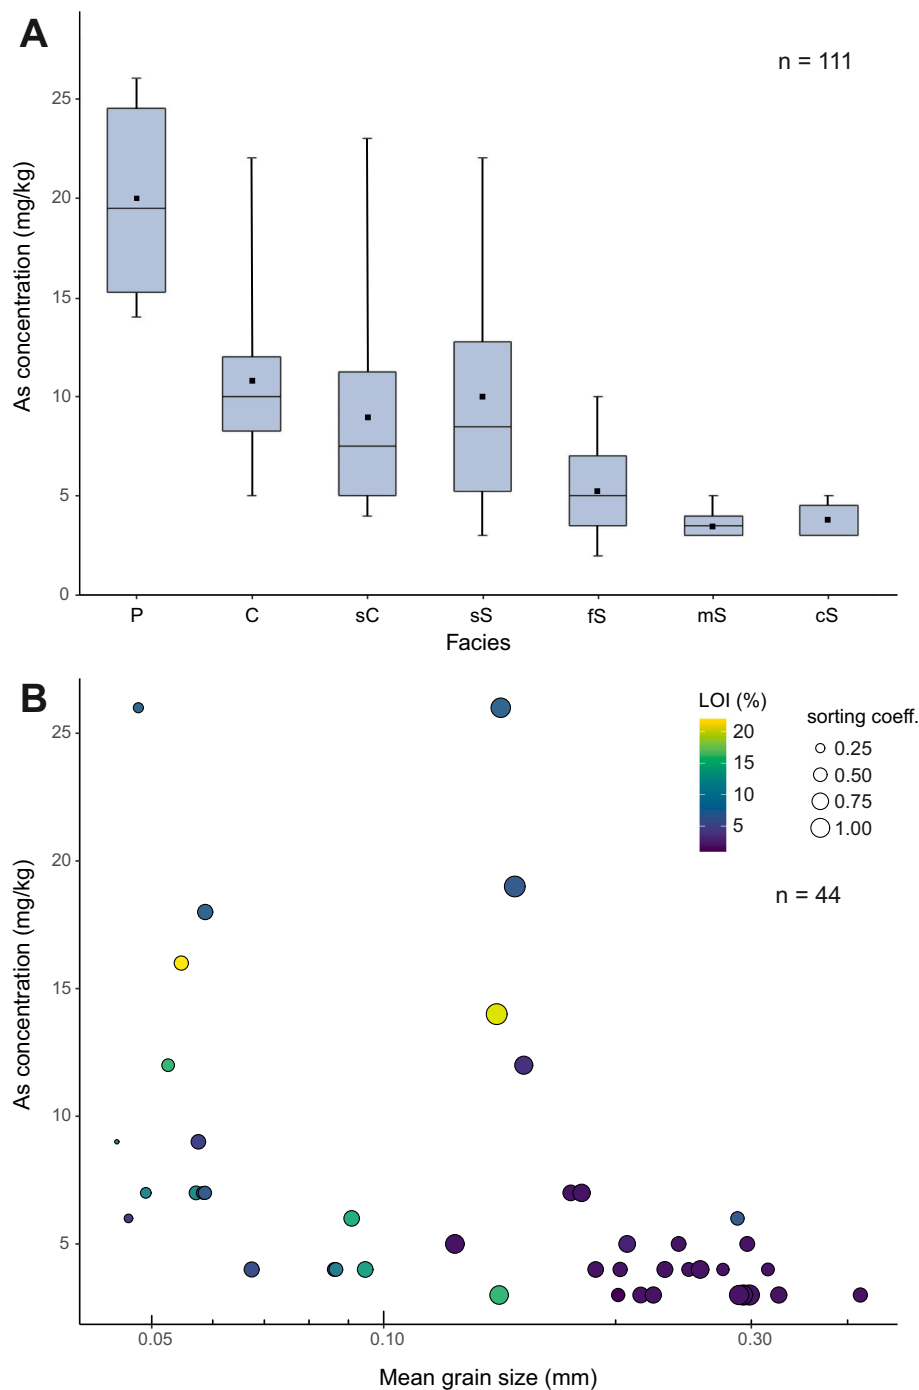 A
n = 111
As concentration (mg/kg)
25
20
15
10
5
0
P C sC sS fS mS cS
Facies
B
LOI (%)
20
15
10
5
sorting coeff.
0.25
0.50
0.75
1.00
n = 44
As concentration (mg/kg)
25
20
15
10
5
0.05 0.10 0.30
Mean grain size (mm)